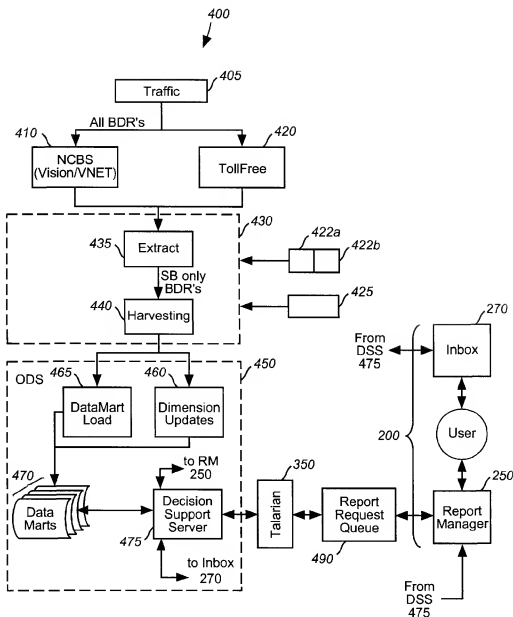 400
Traffic
405
All BDR's
410
420
NCBS
(Vision/VNET)
TollFree
430
435
Extract
422a
422b
SB only
BDR's
440
Harvesting
425
270
From
DSS
475
Inbox
ODS
465
460
450
DataMart
Load
Dimension
Updates
200
User
470
to RM
250
350
250
Data
Marts
Decision
Support
Server
475
Talarian
Report
Request
Queue
490
Report
Manager
to Inbox
270
From
DSS
475